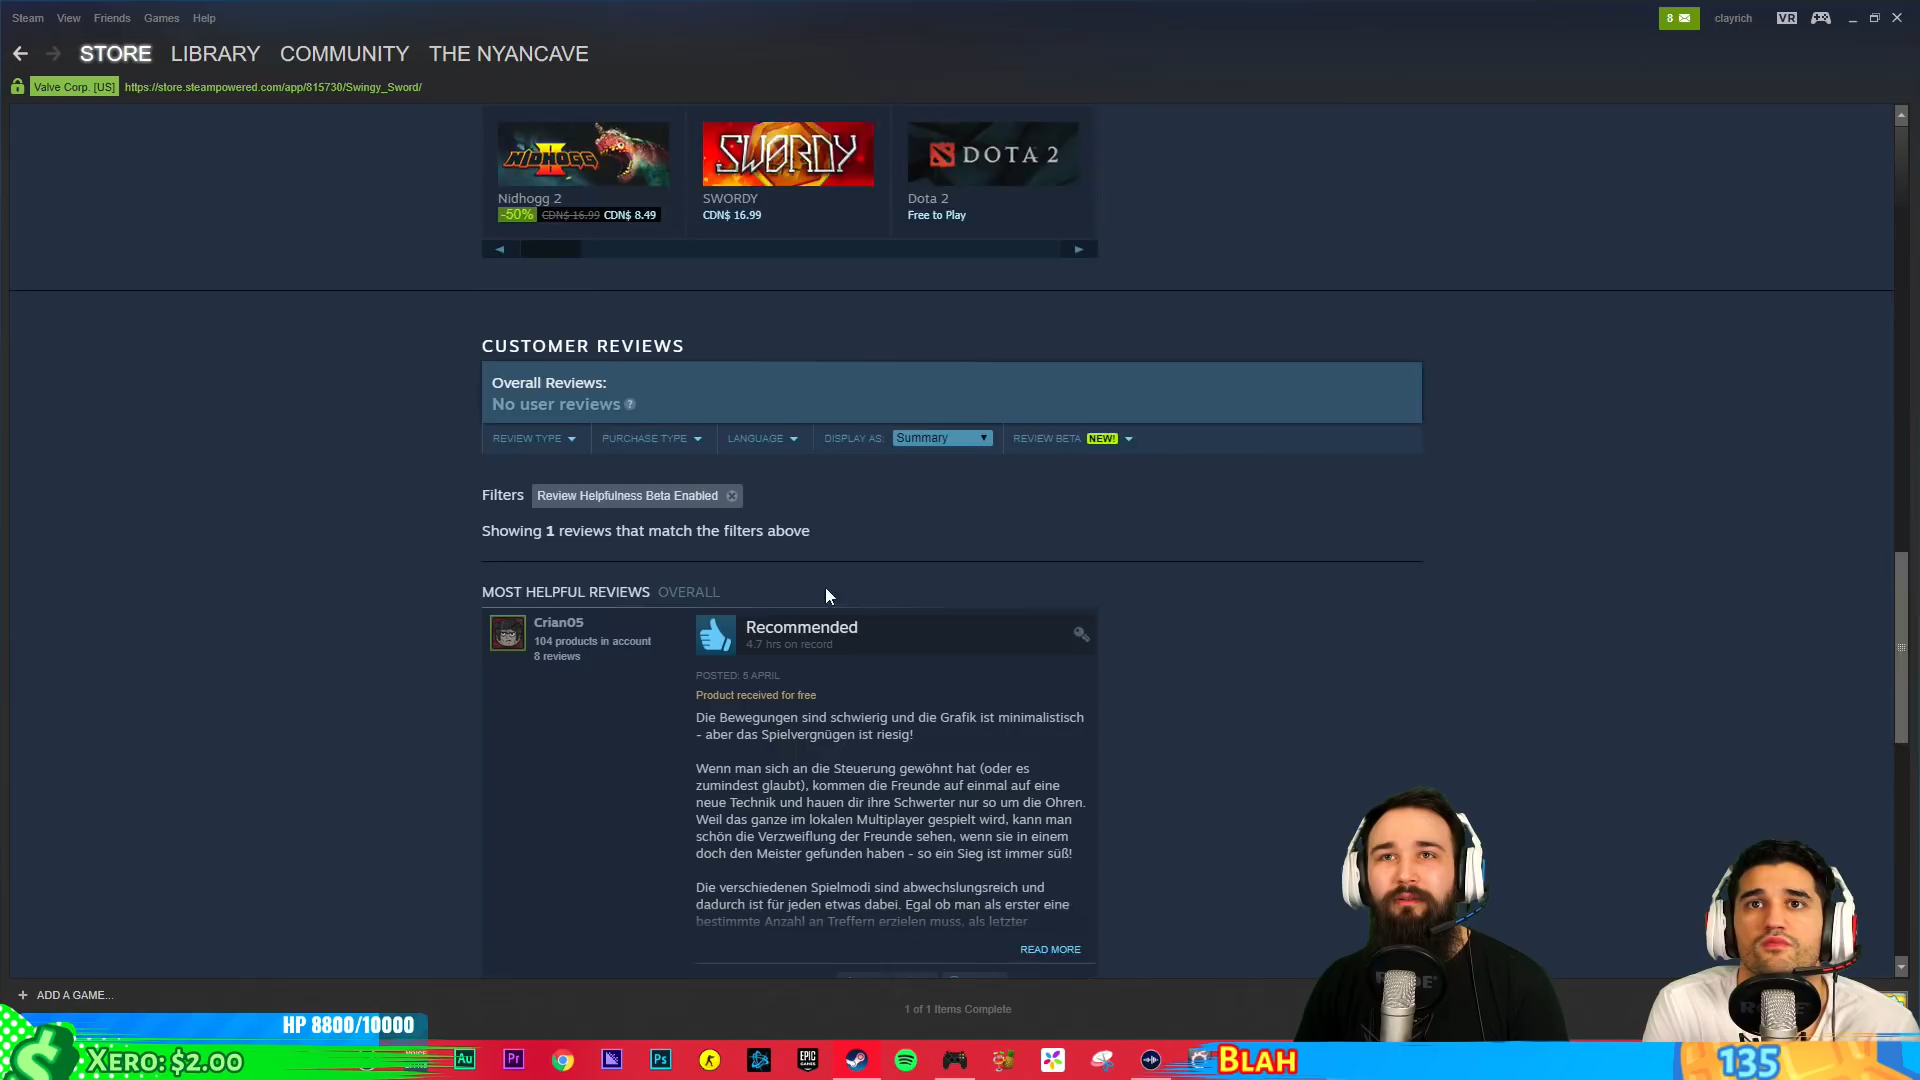 Steam View Friends Games Help
8 clayrich VR
STORE LIBRARY COMMUNITY THE NYANCAVE
Valve Corp. [US] https://store.steampowered.com/app/815730/Swingy_Sword/
NIDHOGG II SWORDY DOTA 2
Nidhogg 2 SWORDY Dota 2
-50% CDN$ 16.99 CDN$ 8.49 CDN$ 16.99 Free to Play
CUSTOMER REVIEWS
Overall Reviews:
No user reviews ?
REVIEW TYPE PURCHASE TYPE LANGUAGE DISPLAY AS: Summary REVIEW BETA NEW!
Filters Review Helpfulness Beta Enabled
Showing 1 reviews that match the filters above
MOST HELPFUL REVIEWS OVERALL
Crian05
104 products in account
8 reviews
Recommended
4.7 hrs on record
POSTED: 5 APRIL
Product received for free
Die Bewegungen sind schwierig und die Grafik ist minimalistisch
- aber das Spielvergnügen ist riesig!
Wenn man sich an die Steuerung gewöhnt hat (oder es
zumindest glaubt), kommen die Freunde auf einmal auf eine
neue Technik und hauen dir ihre Schwerter nur so um die Ohren.
Weil das ganze im lokalen Multiplayer gespielt wird, kann man
schön die Verzweiflung der Freunde sehen, wenn sie in einem
doch den Meister gefunden haben - so ein Sieg ist immer süß!
Die verschiedenen Spielmodi sind abwechslungsreich und
dadurch ist für jeden etwas dabei. Egal ob man als erster eine
bestimmte Anzahl an Treffern erzielen muss, als letzter
READ MORE
+ ADD A GAME...
1 of 1 Items Complete
HP 8800/10000
XERO: $2.00
Au Pr Ps EPIC GAMES
BLAH
135